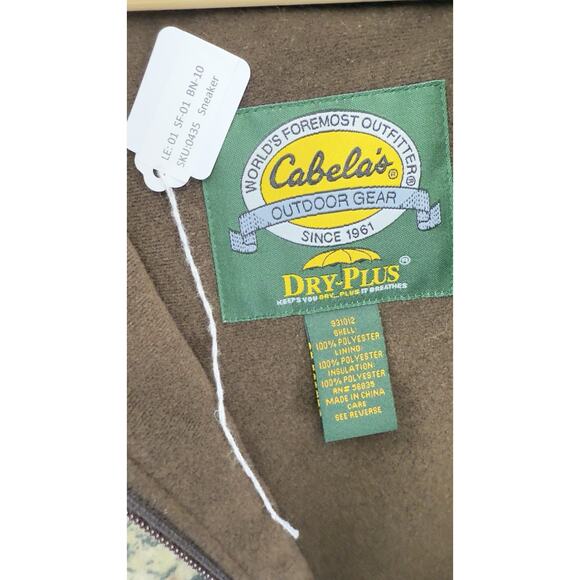 LE: 01 SF-01 BN-10
SKU:0435 Sneaker
WORLD'S FOREMOST OUTFITTER®
Cabela's®
OUTDOOR GEAR
SINCE 1961
DRY-PLUS®
KEEPS YOU DRY...PLUS IT BREATHES
931012
SHELL:
100% POLYESTER
LINING:
100% POLYESTER
INSULATION:
100% POLYESTER
RN# 56835
MADE IN CHINA
CARE
SEE REVERSE